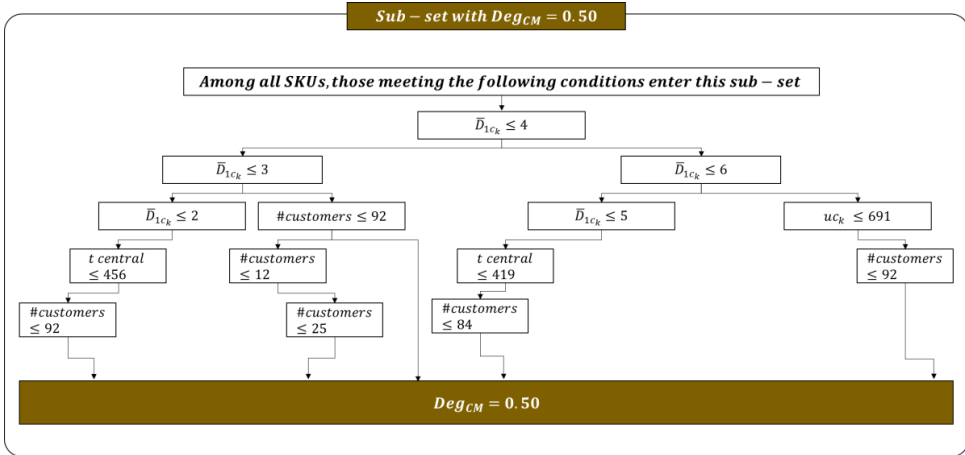 Sub − set with Deg_CM = 0.50
Among all SKUs, those meeting the following conditions enter this sub − set
D̅_1c_k ≤ 4
D̅_1c_k ≤ 3
D̅_1c_k ≤ 6
D̅_1c_k ≤ 2
#customers ≤ 92
D̅_1c_k ≤ 5
uc_k ≤ 691
t central
≤ 456
#customers
≤ 12
t central
≤ 419
#customers
≤ 92
#customers
≤ 92
#customers
≤ 25
#customers
≤ 84
Deg_CM = 0.50